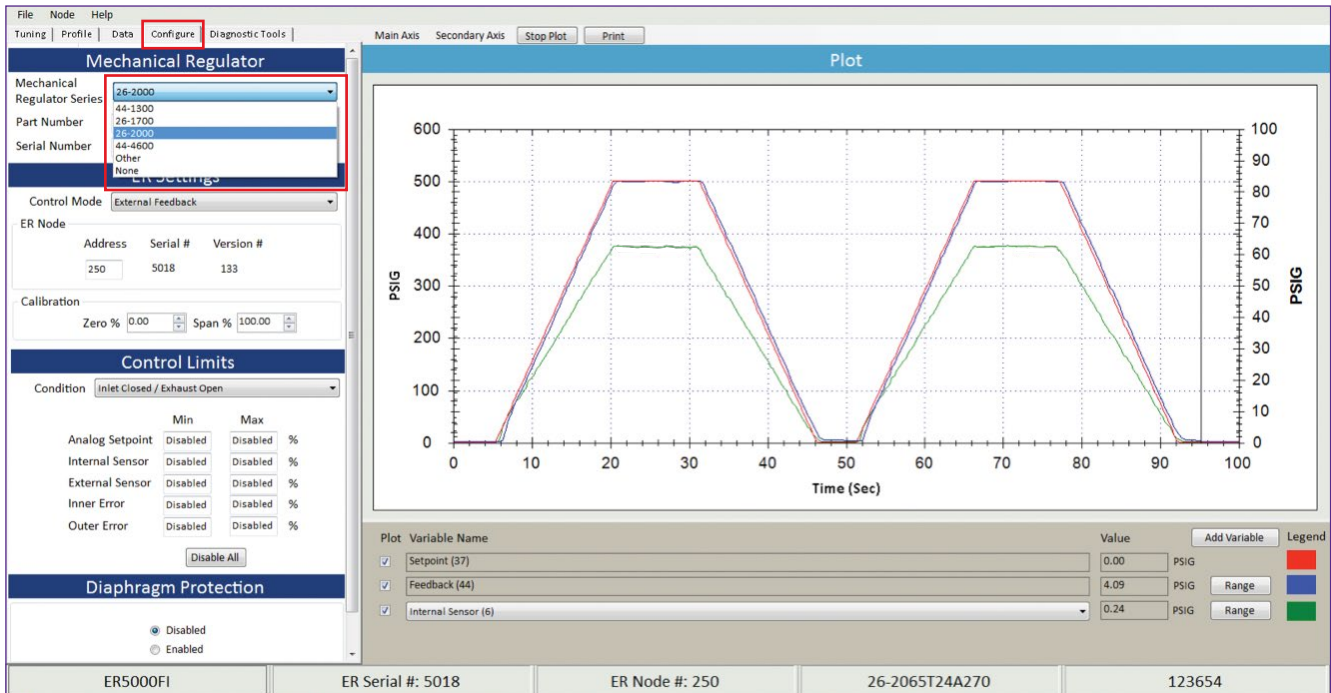 File Node Help
Tuning Profile Data Configure Diagnostic Tools
Main Axis Secondary Axis Stop Plot Print
Mechanical Regulator
Mechanical
Regulator Series 26-2000
44-1300
Part Number 26-1700
26-2000
Serial Number 44-4600
Other
None
ER Settings
Control Mode External Feedback
ER Node
Address Serial # Version #
250 5018 133
Calibration
Zero % 0.00 Span % 100.00
Control Limits
Condition Inlet Closed / Exhaust Open
Min Max
Analog Setpoint Disabled Disabled %
Internal Sensor Disabled Disabled %
External Sensor Disabled Disabled %
Inner Error Disabled Disabled %
Outer Error Disabled Disabled %
Disable All
Diaphragm Protection
Disabled
Enabled
Plot
600 100
90
500 80
400 70
60
300 50
40
200 30
100 20
10
0 0
PSIG
PSIG
0 10 20 30 40 50 60 70 80 90 100
Time (Sec)
Plot Variable Name Value Add Variable Legend
Setpoint (37) 0.00 PSIG
Feedback (44) 4.09 PSIG Range
Internal Sensor (6) 0.24 PSIG Range
ER5000FI ER Serial #: 5018 ER Node #: 250 26-2065T24A270 123654